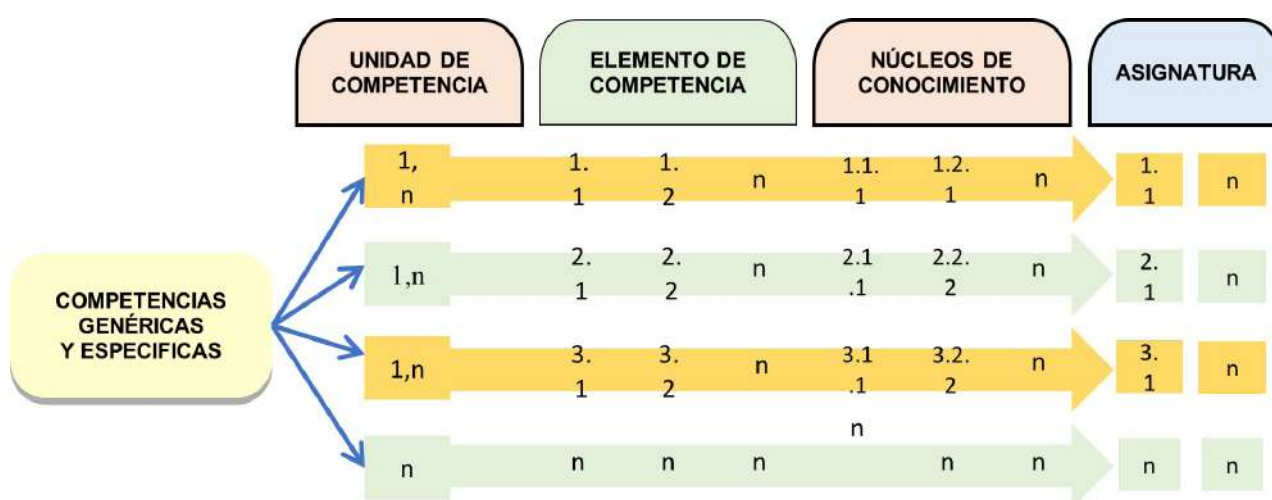 UNIDAD DE
COMPETENCIA
ELEMENTO DE
COMPETENCIA
NÚCLEOS DE
CONOCIMIENTO
ASIGNATURA
1,
n
1.
1
1.
2
n
1.1.
1
1.2.
1
n
1.
1
n
1,n
2.
1
2.
2
n
2.1
.1
2.2.
2
n
2.
1
n
COMPETENCIAS
GENÉRICAS
Y ESPECIFICAS
1,n
3.
1
3.
2
n
3.1
.1
3.2.
2
n
3.
1
n
n
n
n
n
n
n
n
n
n